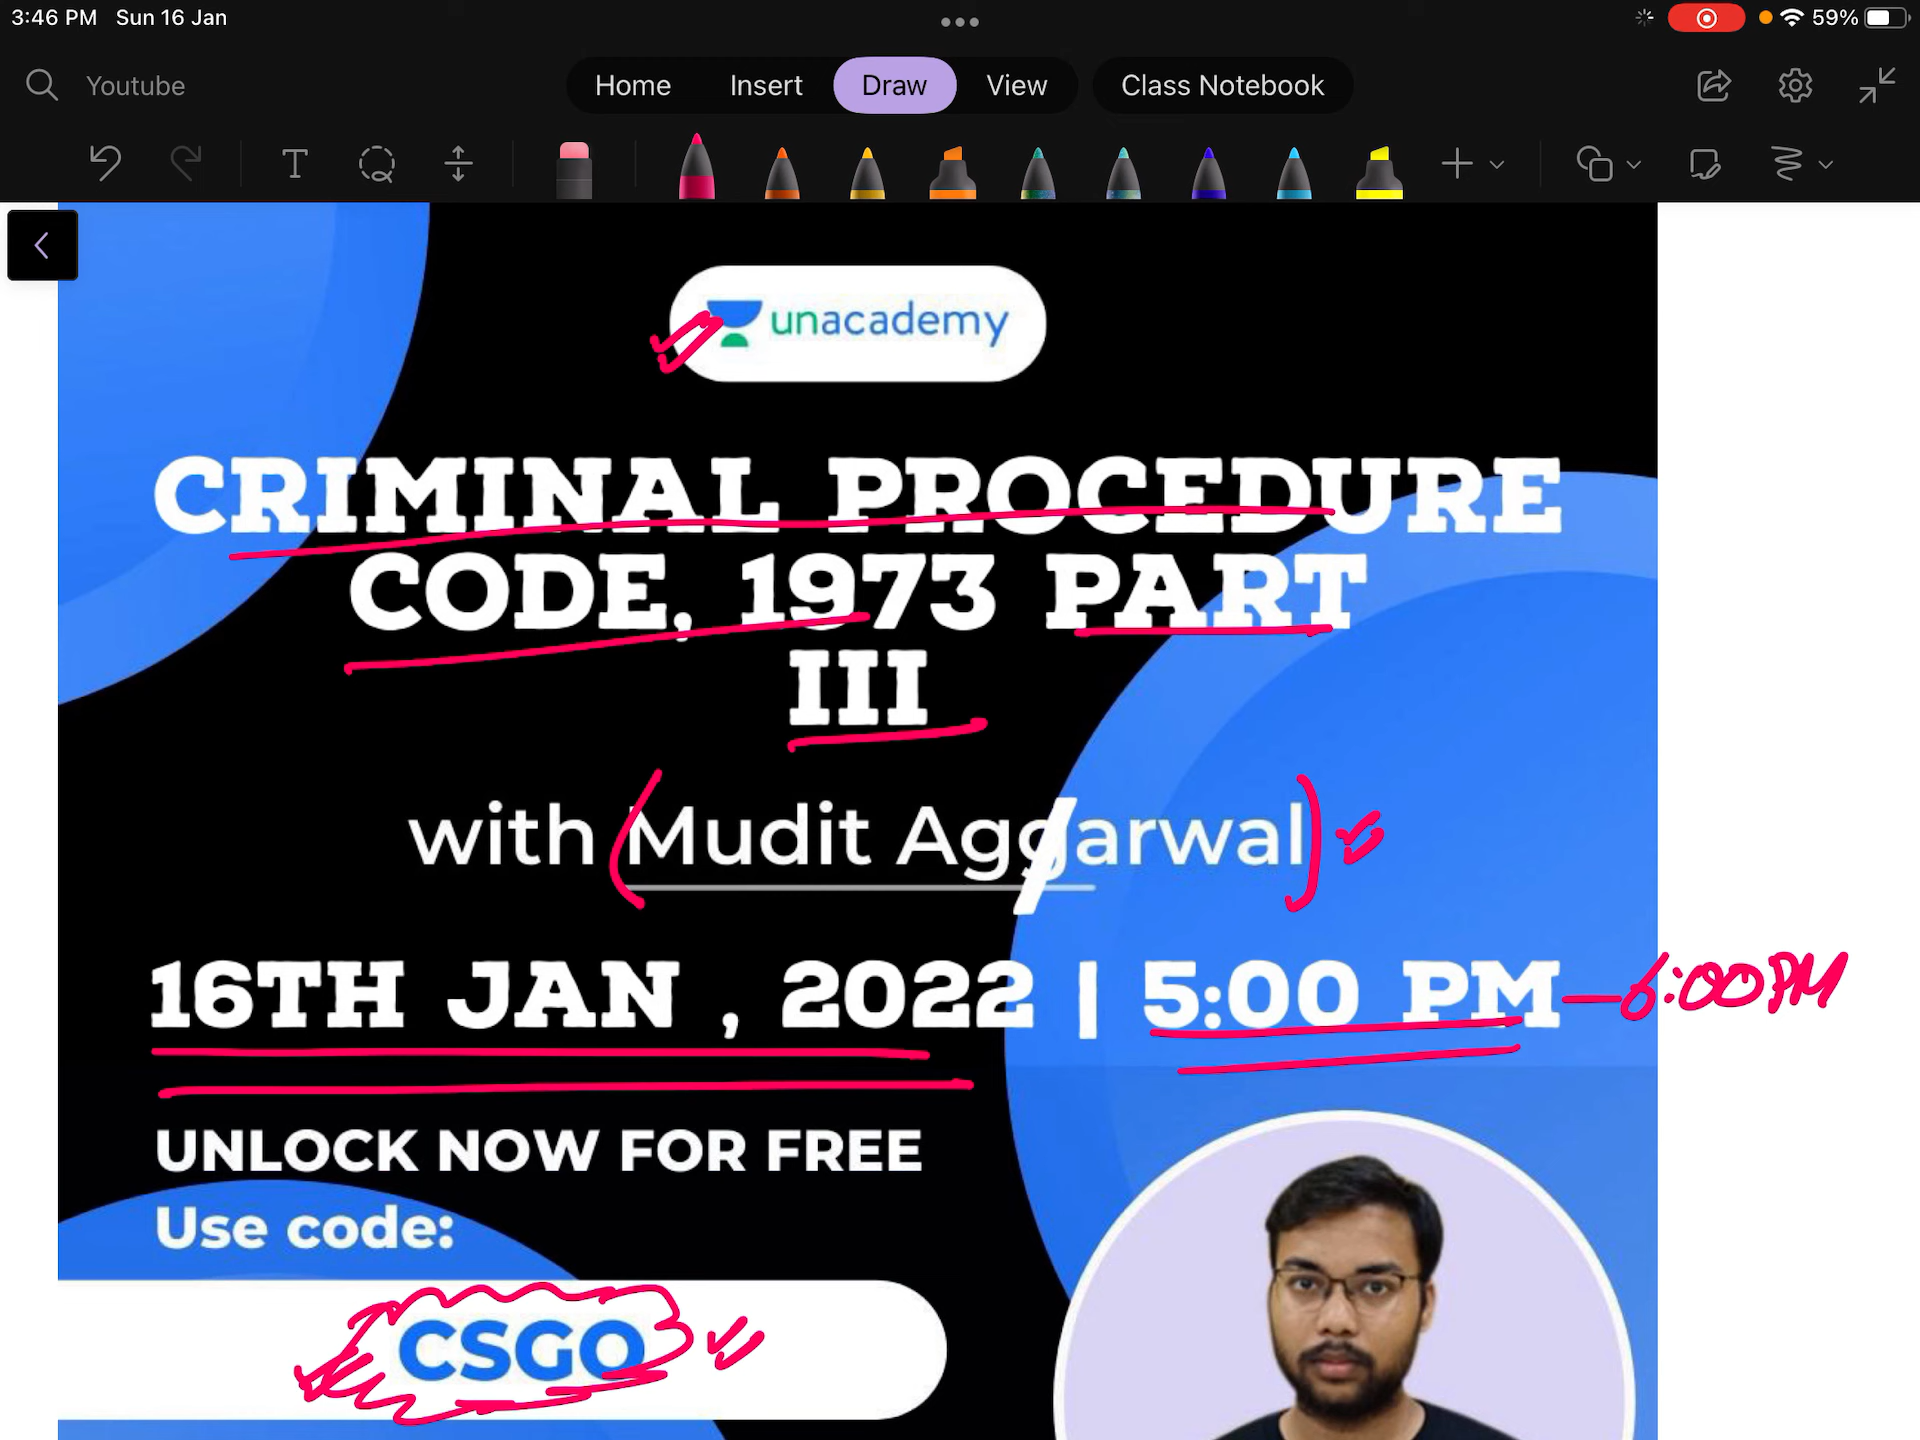 3:46 PM Sun 16 Jan
59%
Youtube
Home Insert Draw View Class Notebook
T
unacademy
CRIMINAL PROCEDURE
CODE, 1973 PART
III
with (Mudit Aggarwal)
16TH JAN , 2022 | 5:00 PM – 6:00 PM
UNLOCK NOW FOR FREE
Use code:
CSGO